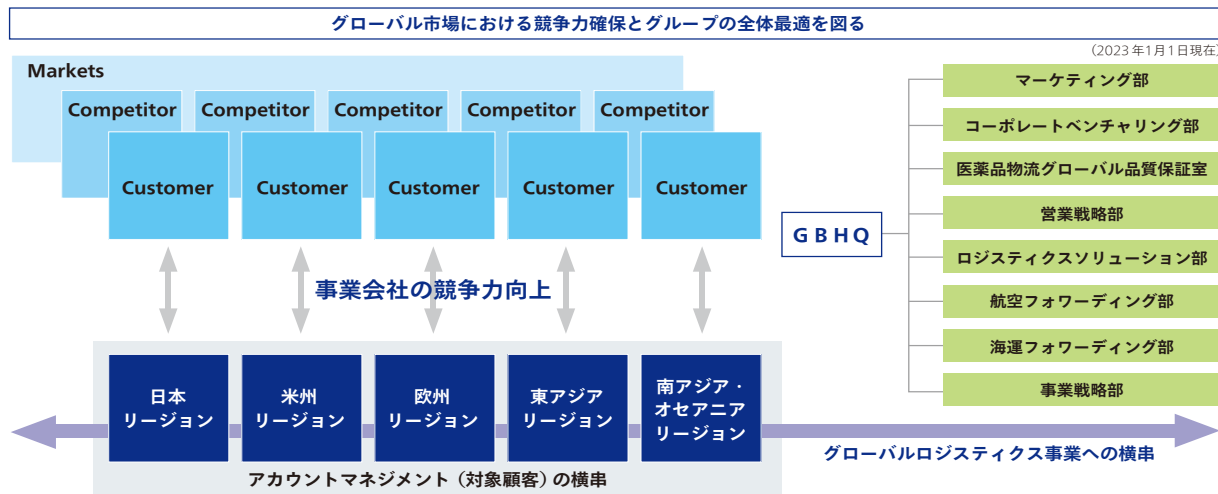 グローバル市場における競争力確保とグループの全体最適を図る
(2023年1月1日現在)
Markets
Competitor
Competitor
Competitor
Competitor
Competitor
Customer
Customer
Customer
Customer
Customer
事業会社の競争力向上
日本
リージョン
米州
リージョン
欧州
リージョン
東アジア
リージョン
南アジア・
オセアニア
リージョン
アカウントマネジメント(対象顧客)の横串
GBHQ
マーケティング部
コーポレートベンチャリング部
医薬品物流グローバル品質保証室
営業戦略部
ロジスティクスソリューション部
航空フォワーディング部
海運フォワーディング部
事業戦略部
グローバルロジスティクス事業への横串